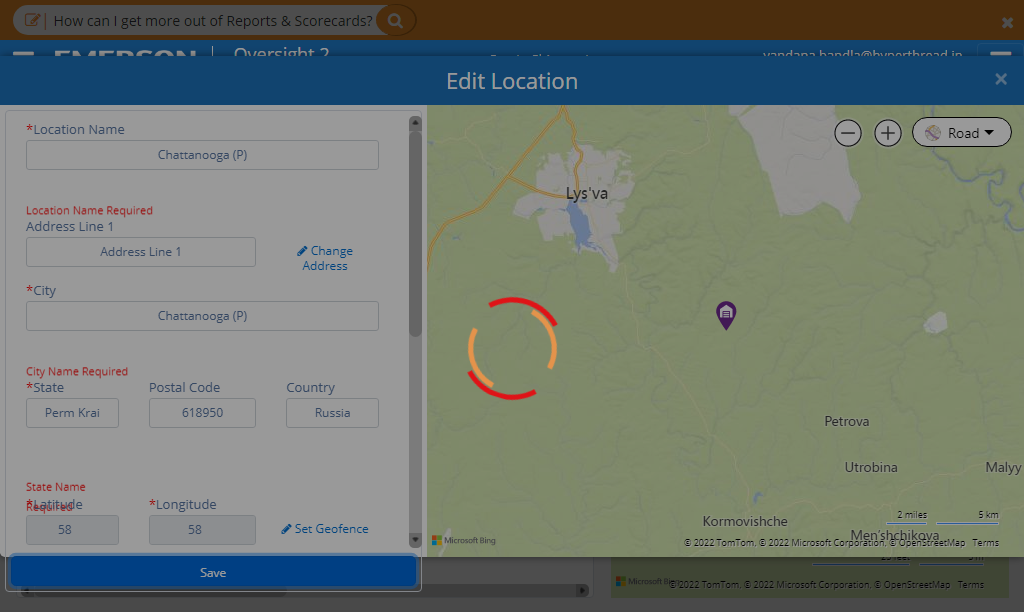 How can I get more out of Reports & Scorecards?
EMERSON
Oversight 2
vandana.bandla@hyperthread.in
Edit Location
*Location Name
Chattanooga (P)
Location Name Required
Address Line 1
Address Line 1
Change
Address
*City
Chattanooga (P)
City Name Required
*State
Postal Code
Country
Perm Krai
618950
Russia
State Name
Required
*Latitude
*Longitude
58
58
Set Geofence
Save
Road
Lys'va
Petrova
Utrobina
Malyy
Kormovishche
Men'shchikova
2 miles
5 km
Microsoft Bing
© 2022 TomTom, © 2022 Microsoft Corporation, © OpenStreetMap Terms
Microsoft Bing
© 2022 TomTom, © 2022 Microsoft Corporation, © OpenStreetMap Terms